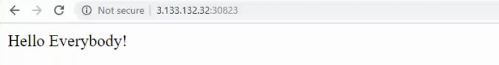 Not secure | 3.133.132.32:30823
Hello Everybody!